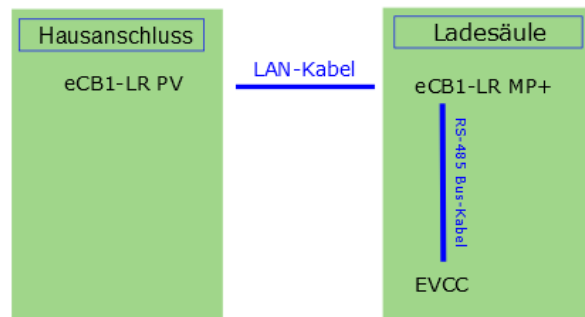 Hausanschluss
eCB1-LR PV
LAN-Kabel
Ladesäule
eCB1-LR MP+
RS-485 Bus-Kabel
EVCC